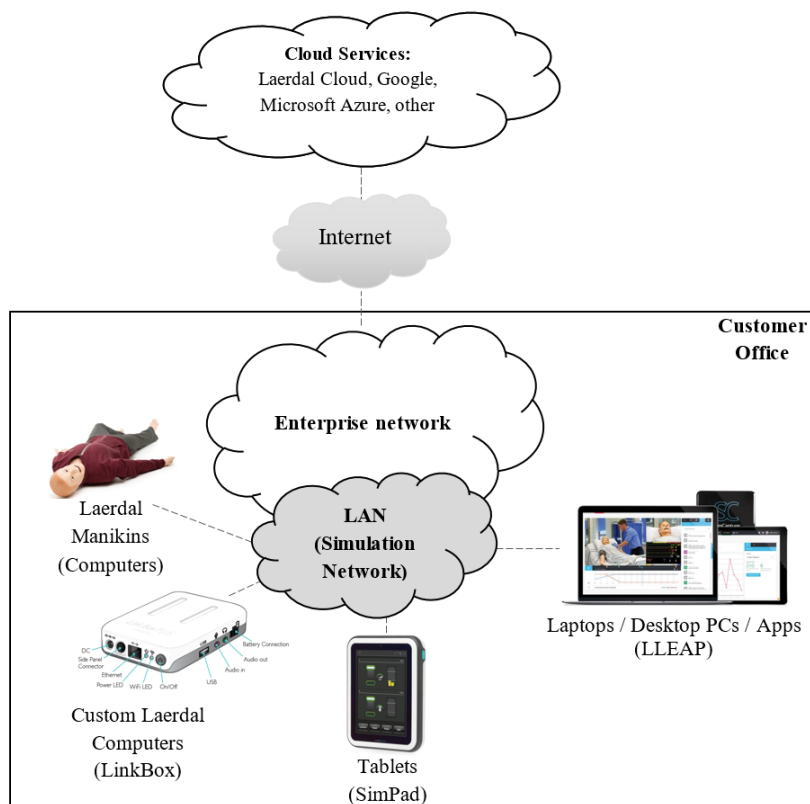 Cloud Services:
Laerdal Cloud, Google,
Microsoft Azure, other
Internet
Customer
Office
Enterprise network
LAN
(Simulation
Network)
Laerdal
Manikins
(Computers)
DC
Side Panel
Connector
Ethernet
Power LED
WiFi LED
On/Off
USB
Audio in
Audio out
Battery Connection
Custom Laerdal
Computers
(LinkBox)
Tablets
(SimPad)
SC
Laptops / Desktop PCs / Apps
(LLEAP)